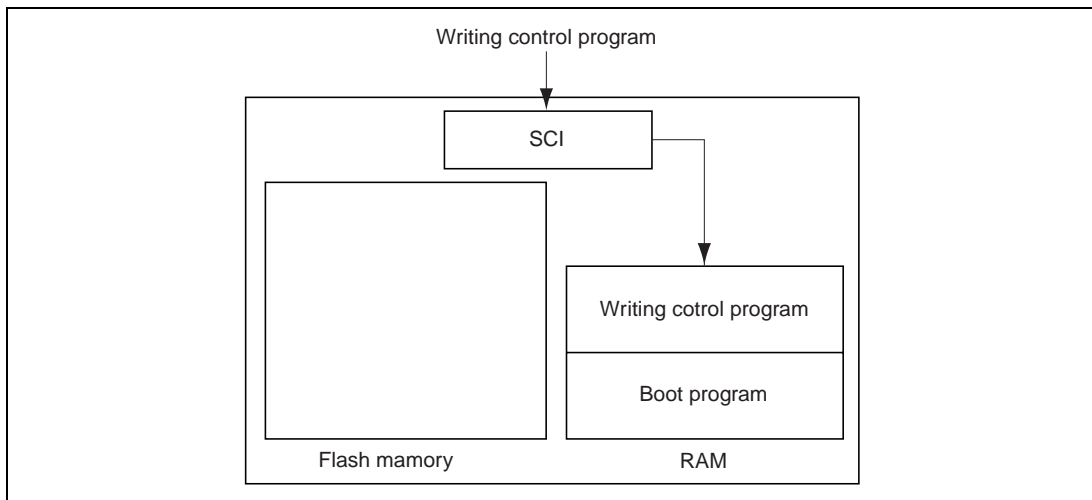 Writing control program
SCI
Writing cotrol program
Boot program
Flash mamory
RAM